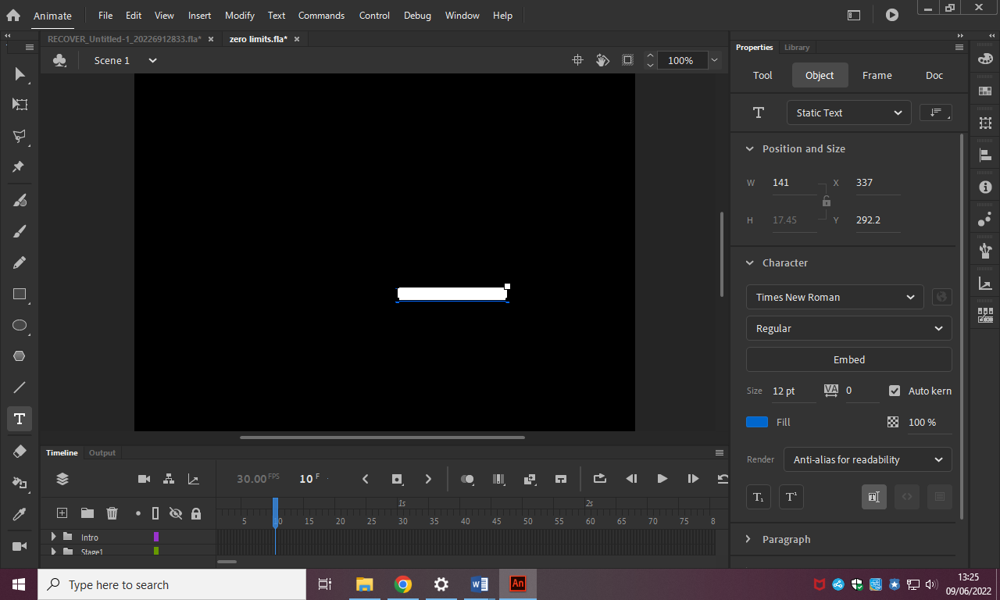 Animate File Edit View Insert Modify Text Commands Control Debug Window Help
RECOVER_Untitled-1_20226912833.fla* × zero limits.fla* ×
Scene 1 100%
Properties Library
Tool Object Frame Doc
T Static Text
Position and Size
W 141 X 337
H 17.45 Y 292.2
Character
Times New Roman
Regular
Embed
Size 12 pt VA 0 Auto kern
Fill 100 %
Render Anti-alias for readability
T₁ T¹ T
Paragraph
T
Timeline Output
30.00 FPS 10 F
1s 2s
5 10 15 20 25 30 35 40 45 50 55 60 65 70 75 8
Intro
Stage1
Type here to search
W An
13:25
09/06/2022